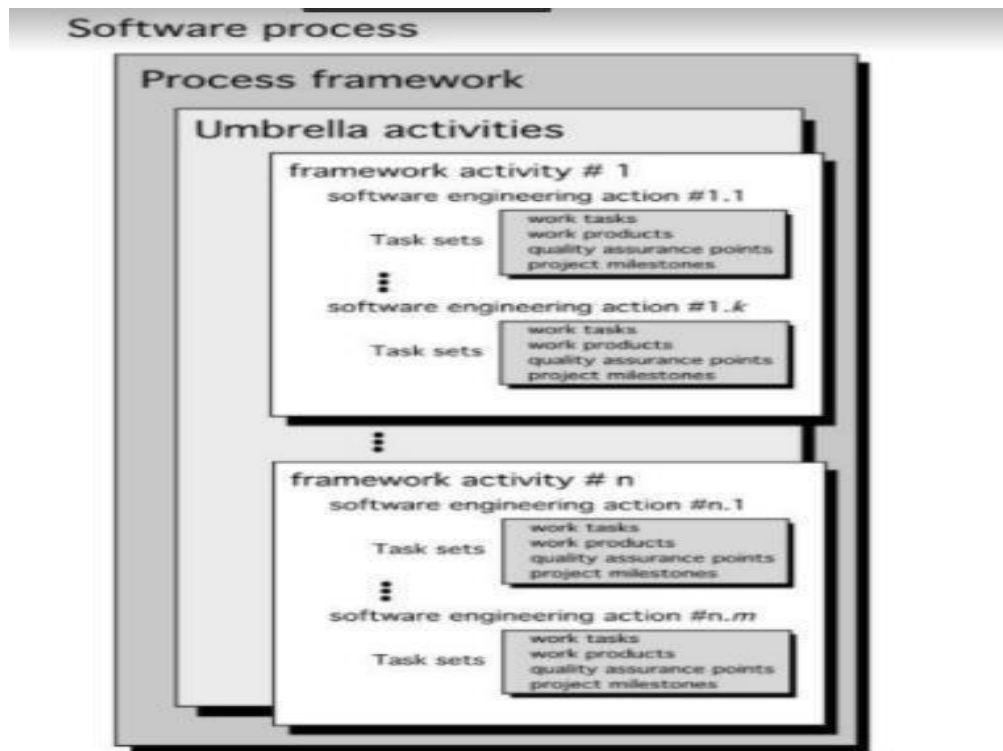 Software process
Process framework
Umbrella activities
framework activity # 1
software engineering action #1.1
Task sets
work tasks
work products
quality assurance points
project milestones
software engineering action #1.k
Task sets
work tasks
work products
quality assurance points
project milestones
framework activity # n
software engineering action #n.1
Task sets
work tasks
work products
quality assurance points
project milestones
software engineering action #n.m
Task sets
work tasks
work products
quality assurance points
project milestones